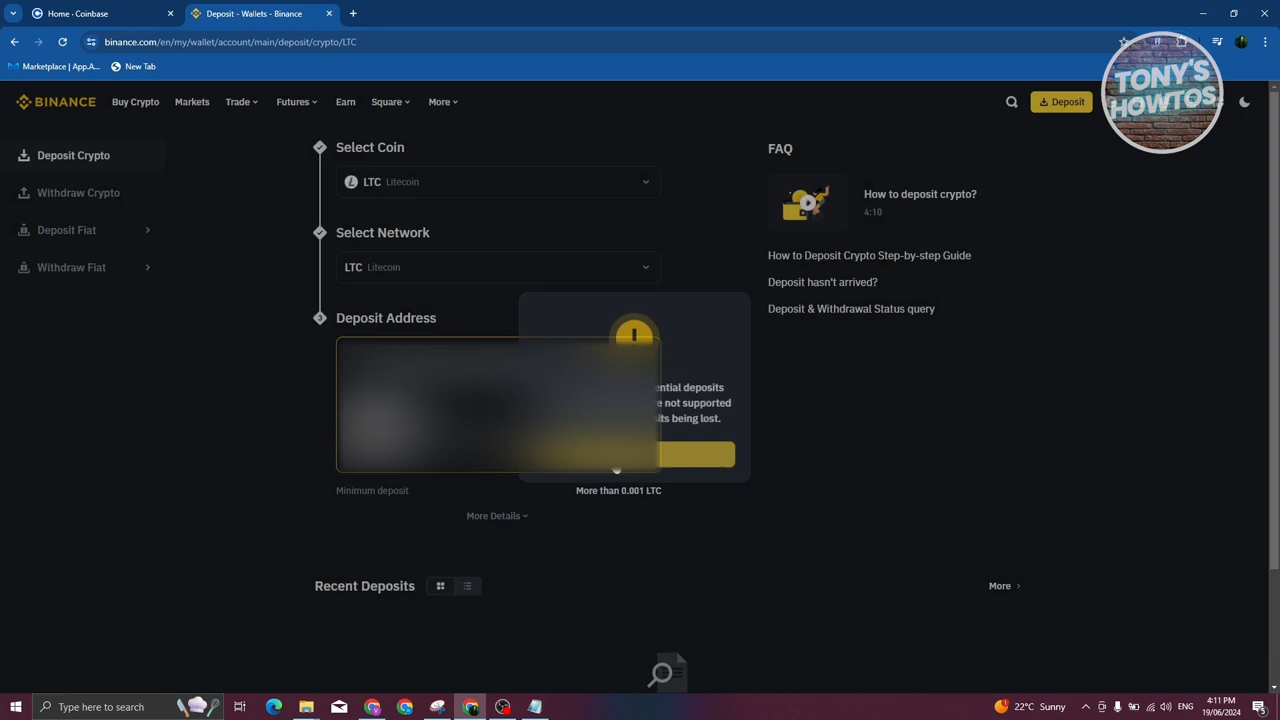 Home - Coinbase
Deposit - Wallets - Binance
binance.com/en/my/wallet/account/main/deposit/crypto/LTC
Marketplace | App.A...
New Tab
BINANCE
Buy Crypto
Markets
Trade
Futures
Earn
Square
More
Deposit
TONY'S
HOWTOS
Deposit Crypto
Withdraw Crypto
Deposit Fiat
Withdraw Fiat
Select Coin
LTC Litecoin
Select Network
LTC Litecoin
3 Deposit Address
ential deposits
re not supported
sits being lost.
Minimum deposit
More than 0.001 LTC
More Details
FAQ
How to deposit crypto?
4:10
How to Deposit Crypto Step-by-step Guide
Deposit hasn't arrived?
Deposit & Withdrawal Status query
Recent Deposits
More
Type here to search
22°C Sunny
4:11 PM
19/06/2024